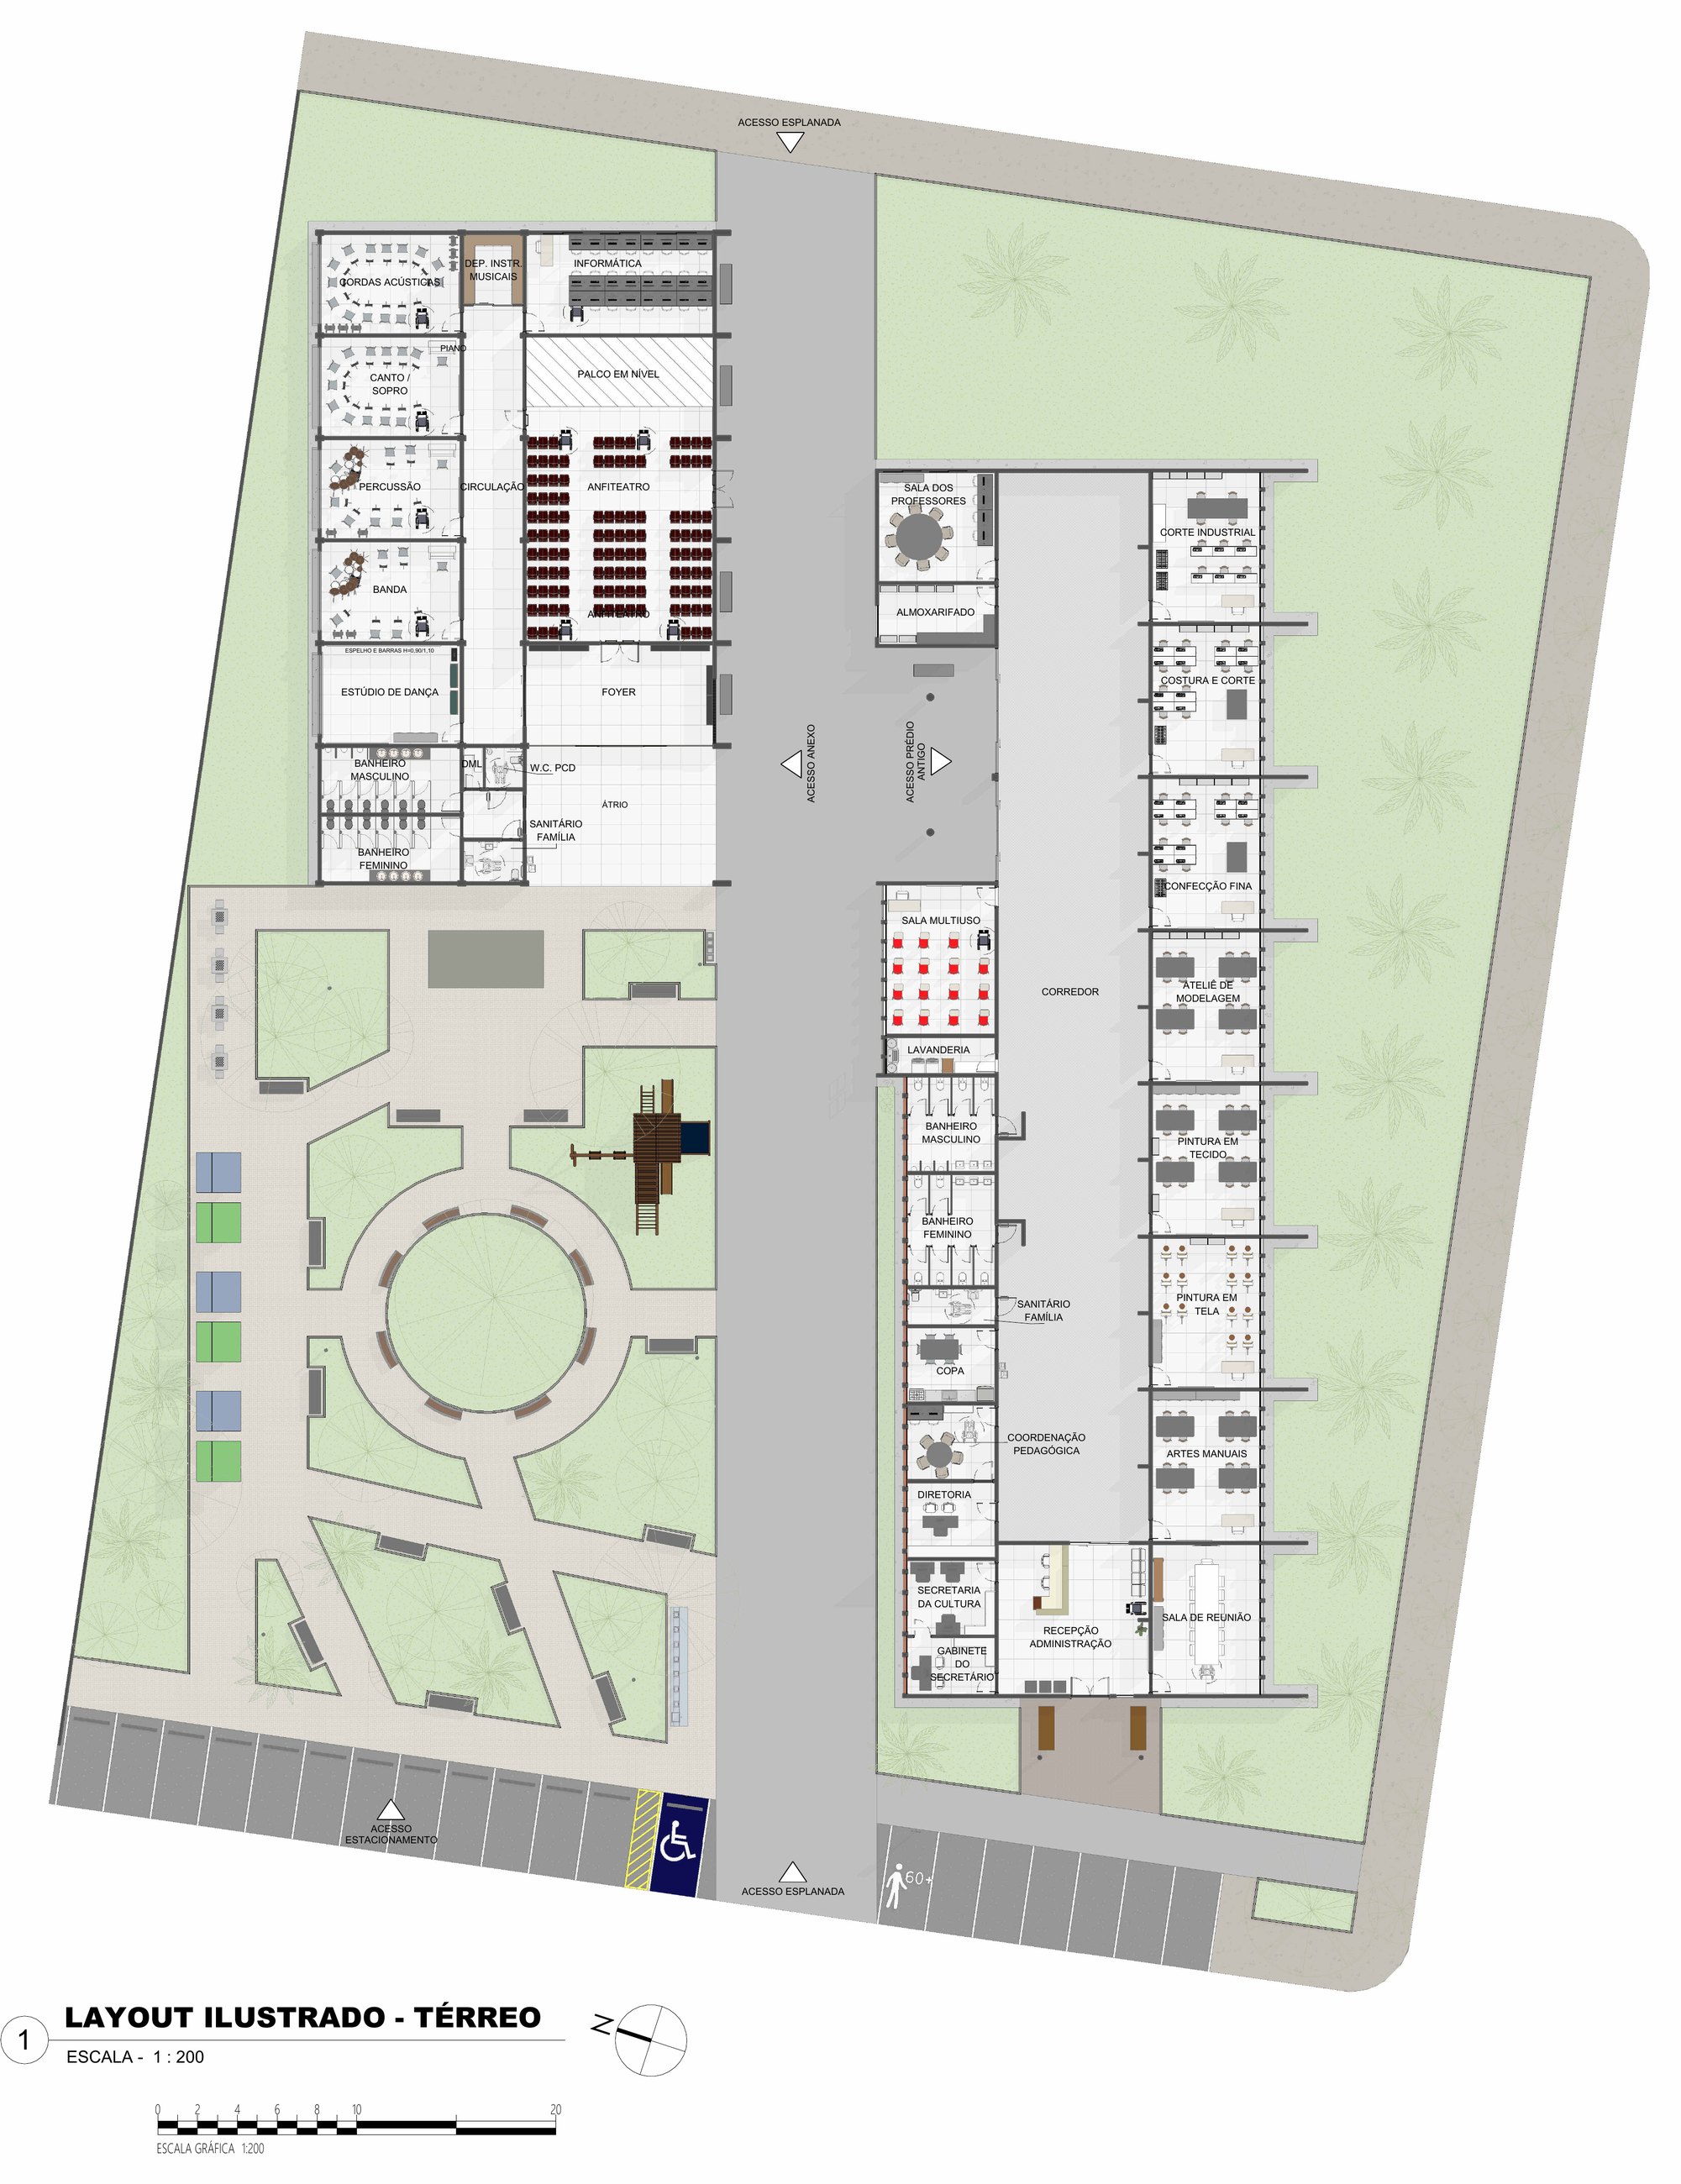 ACESSO ESPLANADA
CORDAS ACÚSTICAS
DEP. INSTR.
MUSICAIS
INFORMÁTICA
PIANO
CANTO /
SOPRO
PALCO EM NÍVEL
PERCUSSÃO
CIRCULAÇÃO
ANFITEATRO
BANDA
ANFITEATRO
ESPELHO E BARRAS H=0,90/1,10
ESTÚDIO DE DANÇA
FOYER
BANHEIRO
MASCULINO
DML
W.C. PCD
ÁTRIO
SANITÁRIO
FAMÍLIA
BANHEIRO
FEMININO
ACESSO ANEXO
ACESSO PRÉDIO
ANTIGO
SALA DOS
PROFESSORES
ALMOXARIFADO
CORTE INDUSTRIAL
COSTURA E CORTE
CONFECÇÃO FINA
SALA MULTIUSO
CORREDOR
ATELIÊ DE
MODELAGEM
LAVANDERIA
BANHEIRO
MASCULINO
PINTURA EM
TECIDO
BANHEIRO
FEMININO
SANITÁRIO
FAMÍLIA
PINTURA EM
TELA
COPA
COORDENAÇÃO
PEDAGÓGICA
ARTES MANUAIS
DIRETORIA
SECRETARIA
DA CULTURA
RECEPÇÃO
ADMINISTRAÇÃO
SALA DE REUNIÃO
GABINETE
DO
SECRETÁRIO
ACESSO
ESTACIONAMENTO
60+
ACESSO ESPLANADA
1
LAYOUT ILUSTRADO - TÉRREO
ESCALA - 1 : 200
N
0 2 4 6 8 10 20
ESCALA GRÁFICA 1:200